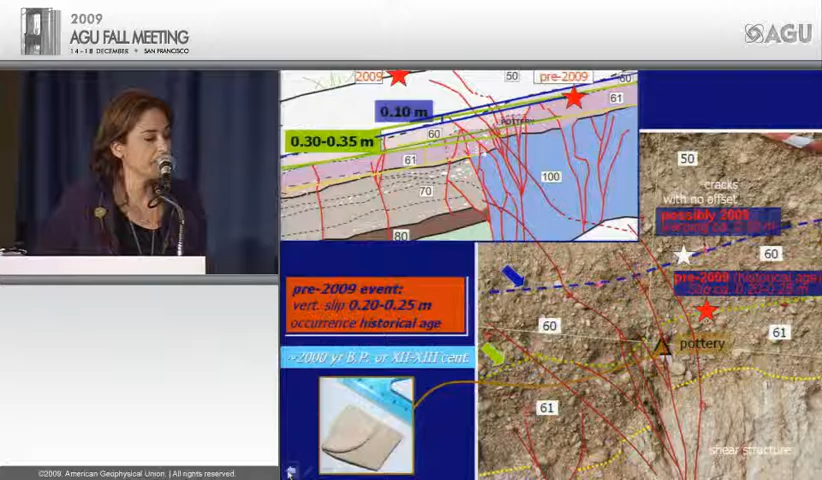 2009
AGU FALL MEETING
14-18 DECEMBER • SAN FRANCISCO
AGU
2009
50
pre-2009
60
0.10 m
61
POTTERY
0.30-0.35 m
60
61
70
100
80
50
cracks
with no offset
possibly 2009
60
pre-2009 (historical age)
pre-2009 event:
vert. slip 0.20-0.25 m
occurrence historical age
60
61
pottery
~2000 yr B.P. or XII-XIII cent.
61
shear structure
©2009. American Geophysical Union. | All rights reserved.